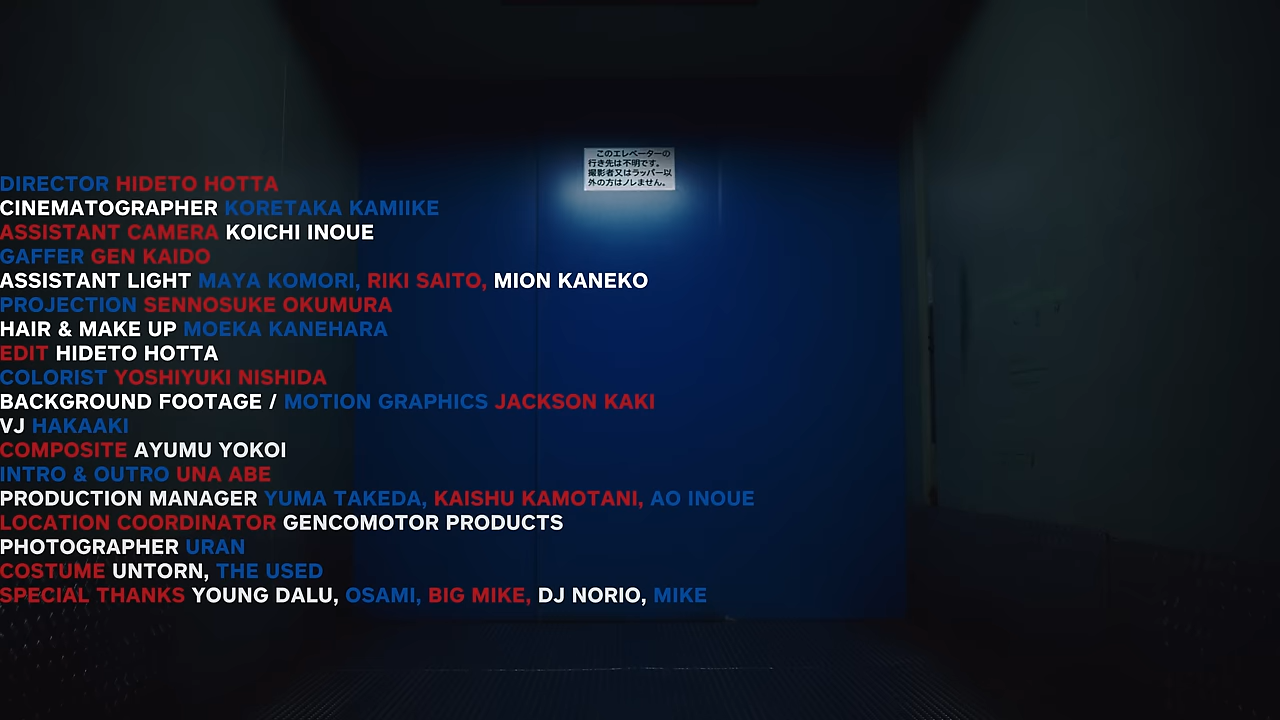 このエレベーターの
行き先は不明です。
撮影者又はラッパー以
外の方はノレません。
DIRECTOR HIDETO HOTTA
CINEMATOGRAPHER KORETAKA KAMIIKE
ASSISTANT CAMERA KOICHI INOUE
GAFFER GEN KAIDO
ASSISTANT LIGHT MAYA KOMORI, RIKI SAITO, MION KANEKO
PROJECTION SENNOSUKE OKUMURA
HAIR & MAKE UP MOEKA KANEHARA
EDIT HIDETO HOTTA
COLORIST YOSHIYUKI NISHIDA
BACKGROUND FOOTAGE / MOTION GRAPHICS JACKSON KAKI
VJ HAKAAKI
COMPOSITE AYUMU YOKOI
INTRO & OUTRO UNA ABE
PRODUCTION MANAGER YUMA TAKEDA, KAISHU KAMOTANI, AO INOUE
LOCATION COORDINATOR GENCOMOTOR PRODUCTS
PHOTOGRAPHER URAN
COSTUME UNTORN, THE USED
SPECIAL THANKS YOUNG DALU, OSAMI, BIG MIKE, DJ NORIO, MIKE